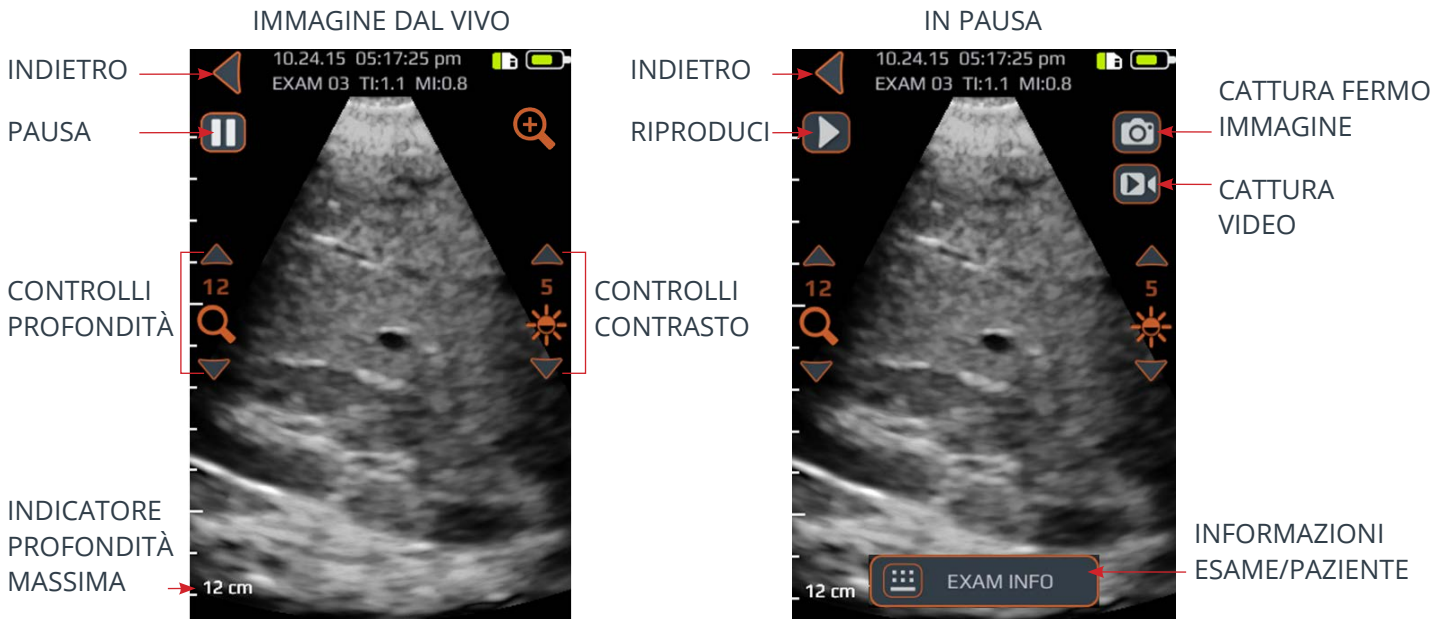 IMMAGINE DAL VIVO
INDIETRO
PAUSA
CONTROLLI
PROFONDITÀ
INDICATORE
PROFONDITÀ
MASSIMA
10.24.15 05:17:25 pm
EXAM 03 TI:1.1 MI:0.8
12
5
12 cm
CONTROLLI
CONTRASTO
IN PAUSA
INDIETRO
RIPRODUCI
10.24.15 05:17:25 pm
EXAM 03 TI:1.1 MI:0.8
12
5
12 cm
EXAM INFO
CATTURA FERMO
IMMAGINE
CATTURA
VIDEO
INFORMAZIONI
ESAME/PAZIENTE